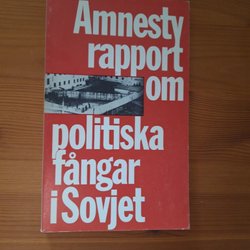 Amnesty
rapport
om
politiska
fångar
i Sovjet